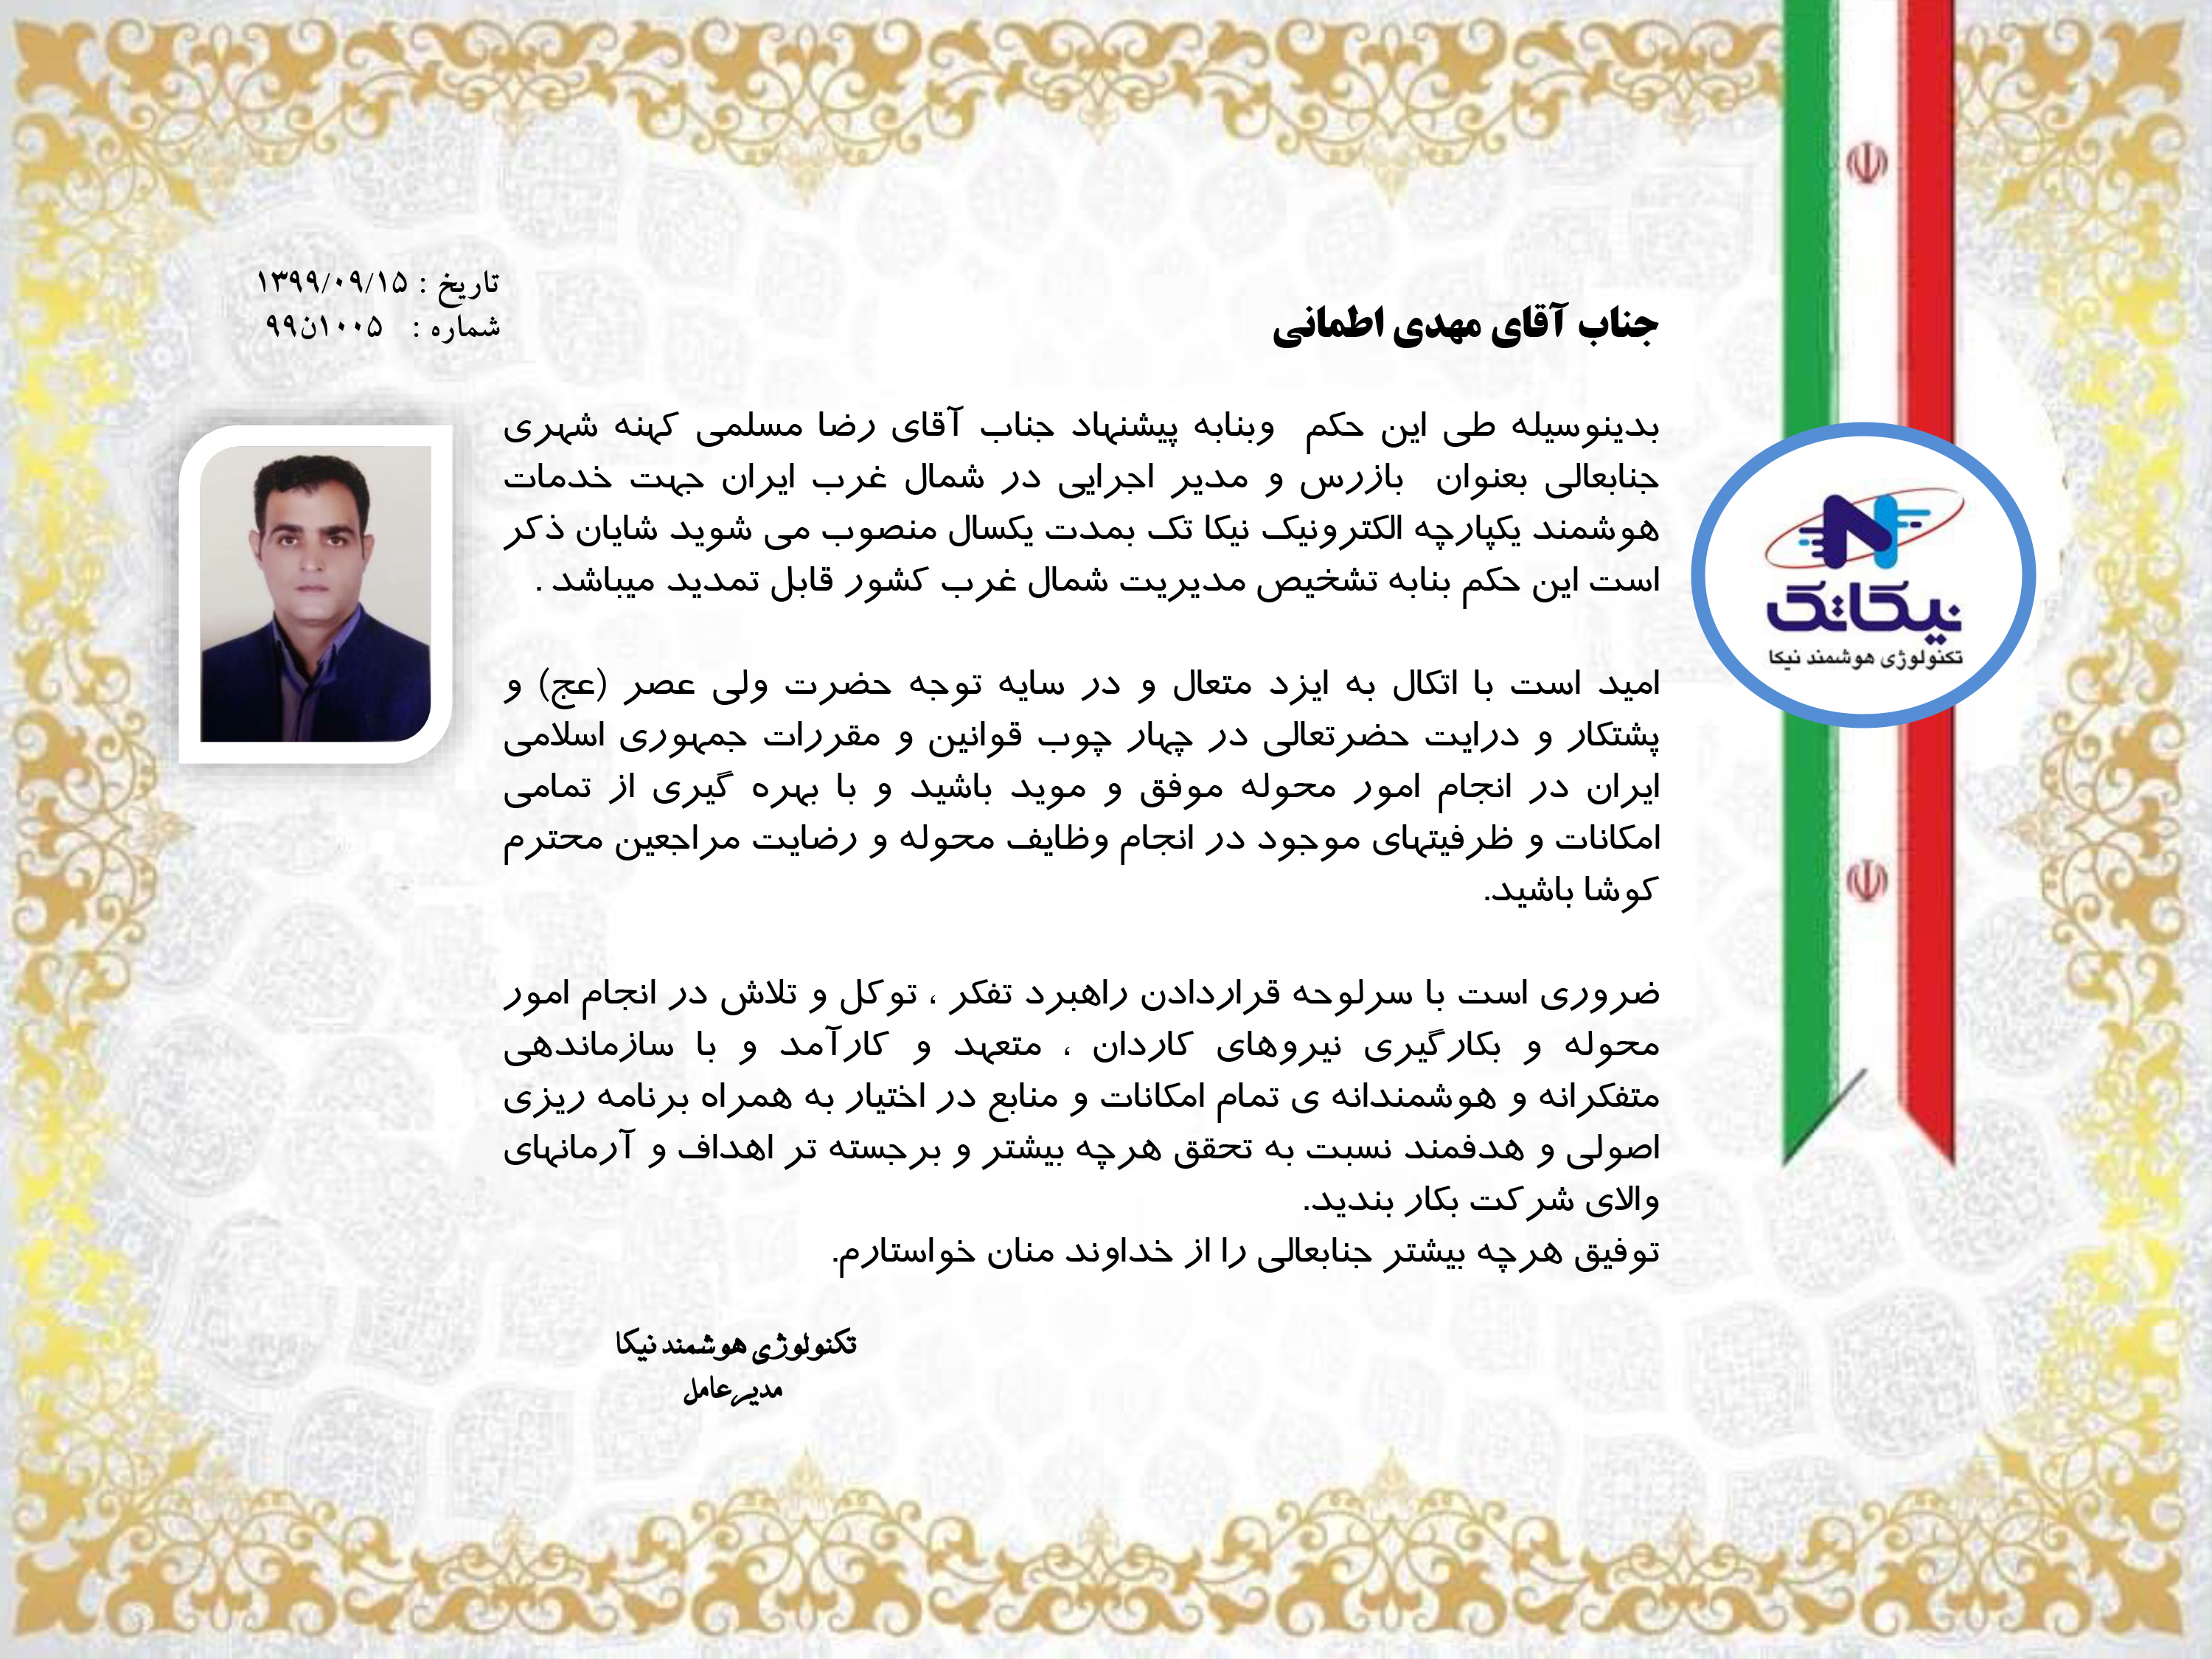 تاریخ : ۱۳۹۹/۰۹/۱۵
شماره : ۱۰۰۵ن۹۹
جناب آقای مهدی اطمانی
بدینوسیله طی این حکم وبنابه پیشنهاد جناب آقای رضا مسلمی کهنه شهری
جنابعالی بعنوان بازرس و مدیر اجرایی در شمال غرب ایران جهت خدمات
هوشمند یکپارچه الکترونیک نیکا تک بمدت یکسال منصوب می شوید شایان ذکر
است این حکم بنابه تشخیص مدیریت شمال غرب کشور قابل تمدید میباشد .
امید است با اتکال به ایزد متعال و در سایه توجه حضرت ولی عصر (عج) و
پشتکار و درایت حضرتعالی در چهار چوب قوانین و مقررات جمهوری اسلامی
ایران در انجام امور محوله موفق و موید باشید و با بهره گیری از تمامی
امکانات و ظرفیتهای موجود در انجام وظایف محوله و رضایت مراجعین محترم
کوشا باشید.
ضروری است با سرلوحه قراردادن راهبرد تفکر ، توکل و تلاش در انجام امور
محوله و بکارگیری نیروهای کاردان ، متعهد و کارآمد و با سازماندهی
متفکرانه و هوشمندانه ی تمام امکانات و منابع در اختیار به همراه برنامه ریزی
اصولی و هدفمند نسبت به تحقق هرچه بیشتر و برجسته تر اهداف و آرمانهای
والای شرکت بکار بندید.
توفیق هرچه بیشتر جنابعالی را از خداوند منان خواستارم.
تکنولوژی هوشمند نیکا
مدیرعامل
نیکاتک
تکنولوژی هوشمند نیکا